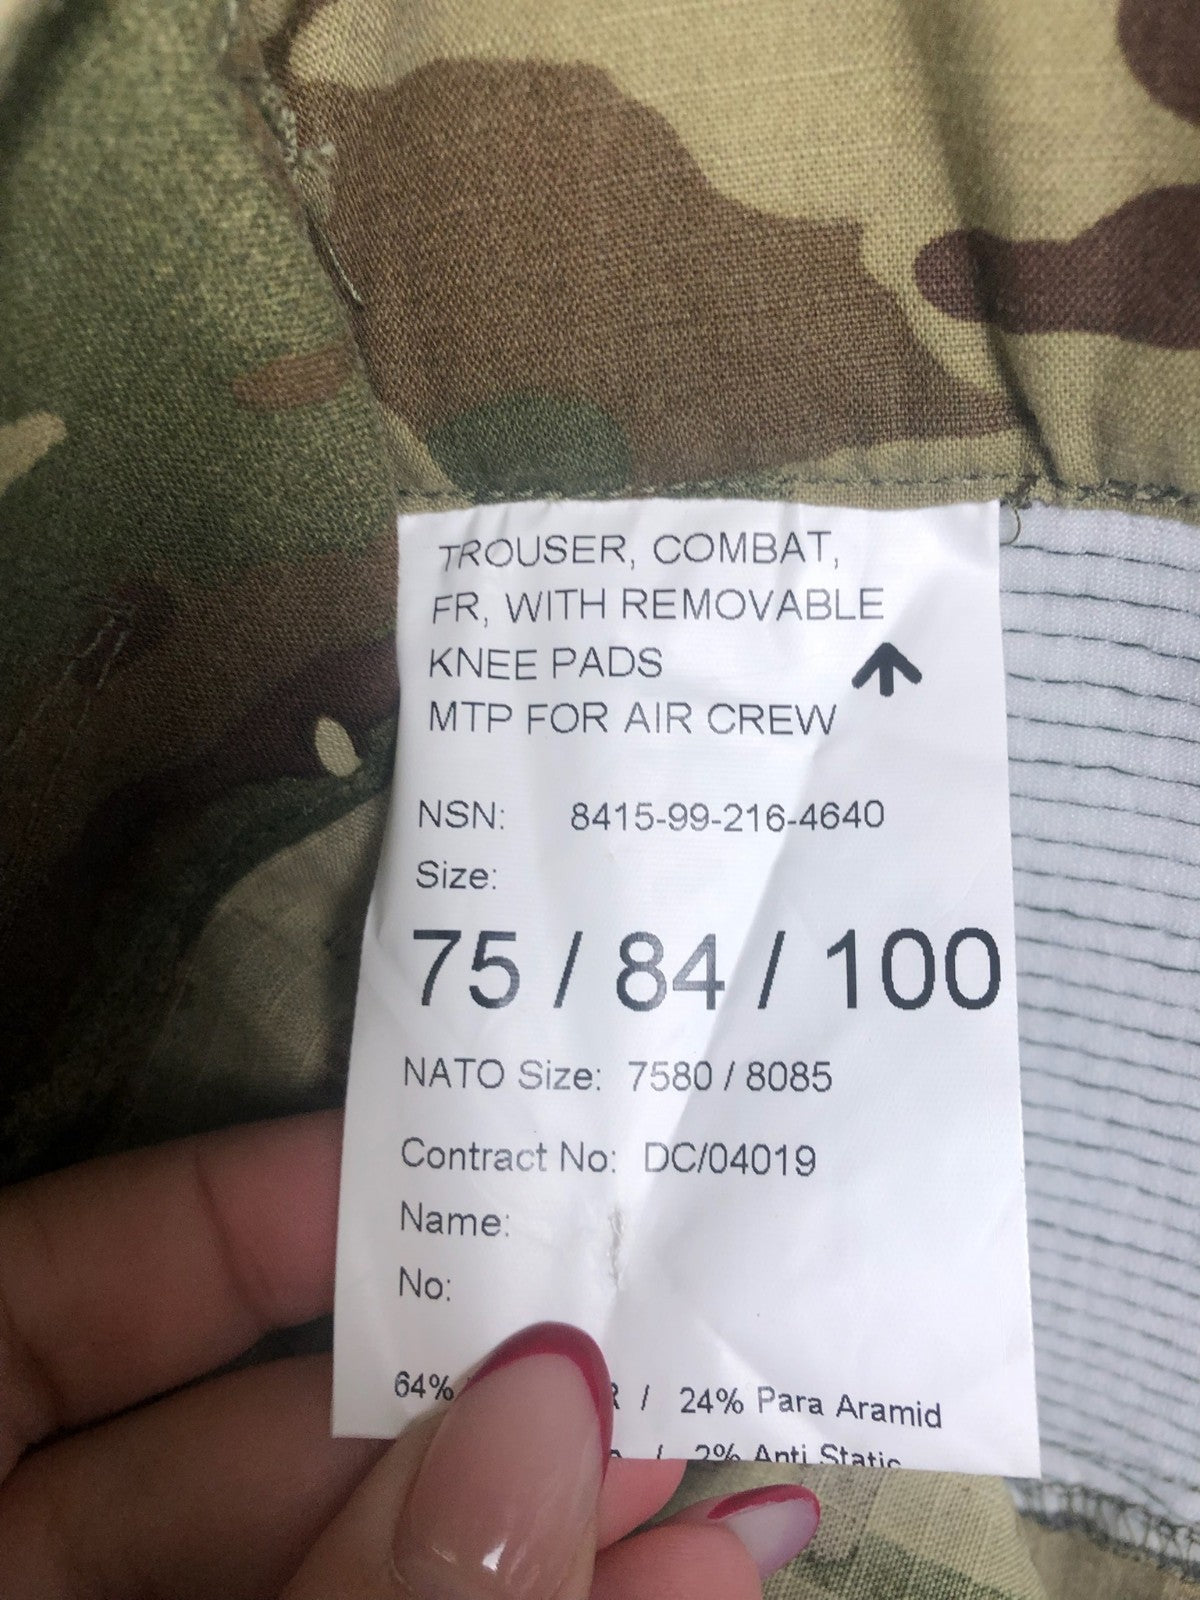 TROUSER, COMBAT,
FR, WITH REMOVABLE
KNEE PADS
MTP FOR AIR CREW
NSN: 8415-99-216-4640
Size:
75 / 84 / 100
NATO Size: 7580 / 8085
Contract No: DC/04019
Name:
No:
64% / 24% Para Aramid
/ 2% Anti Static